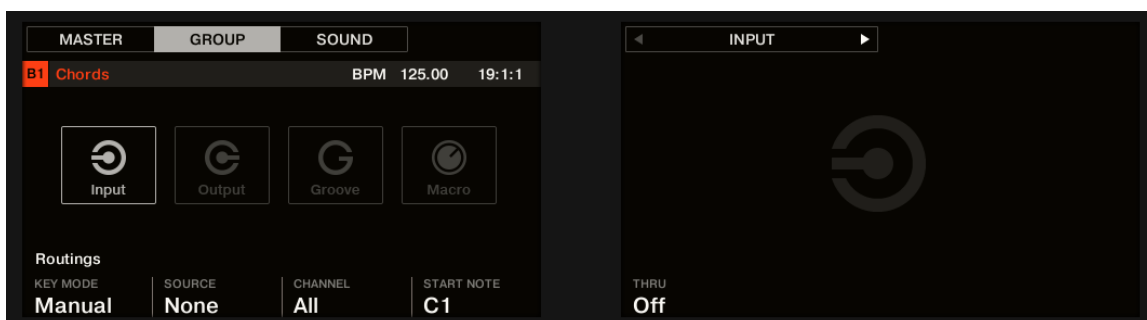 MASTER GROUP SOUND
B1 Chords BPM 125.00 19:1:1
Input Output Groove Macro
Routings
KEY MODE SOURCE CHANNEL START NOTE
Manual None All C1
INPUT
THRU
Off